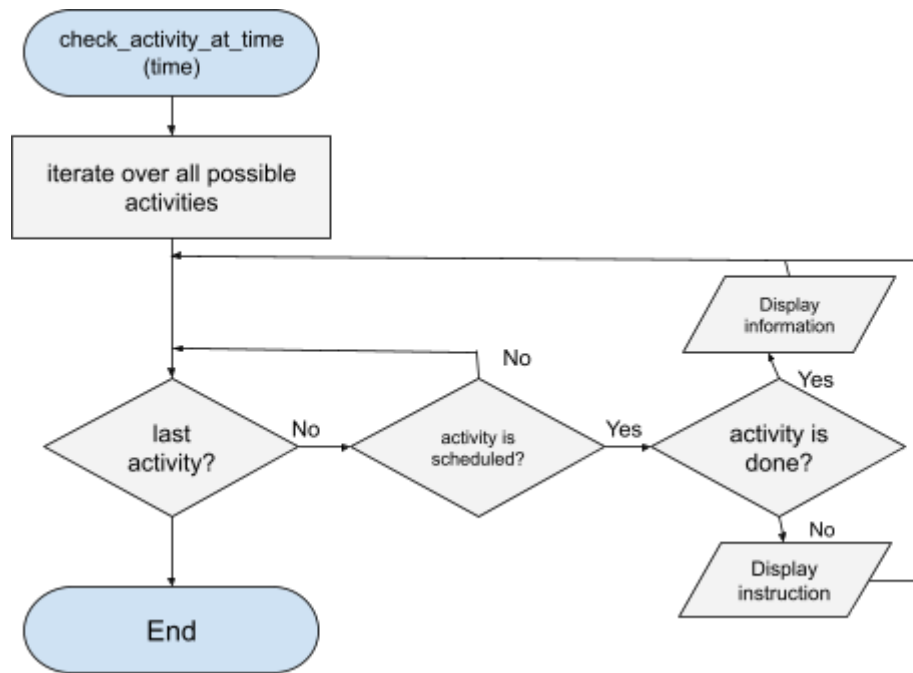 check_activity_at_time
(time)
iterate over all possible
activities
Display
information
No
Yes
last
activity?
No
activity is
scheduled?
Yes
activity is
done?
No
Display
instruction
End